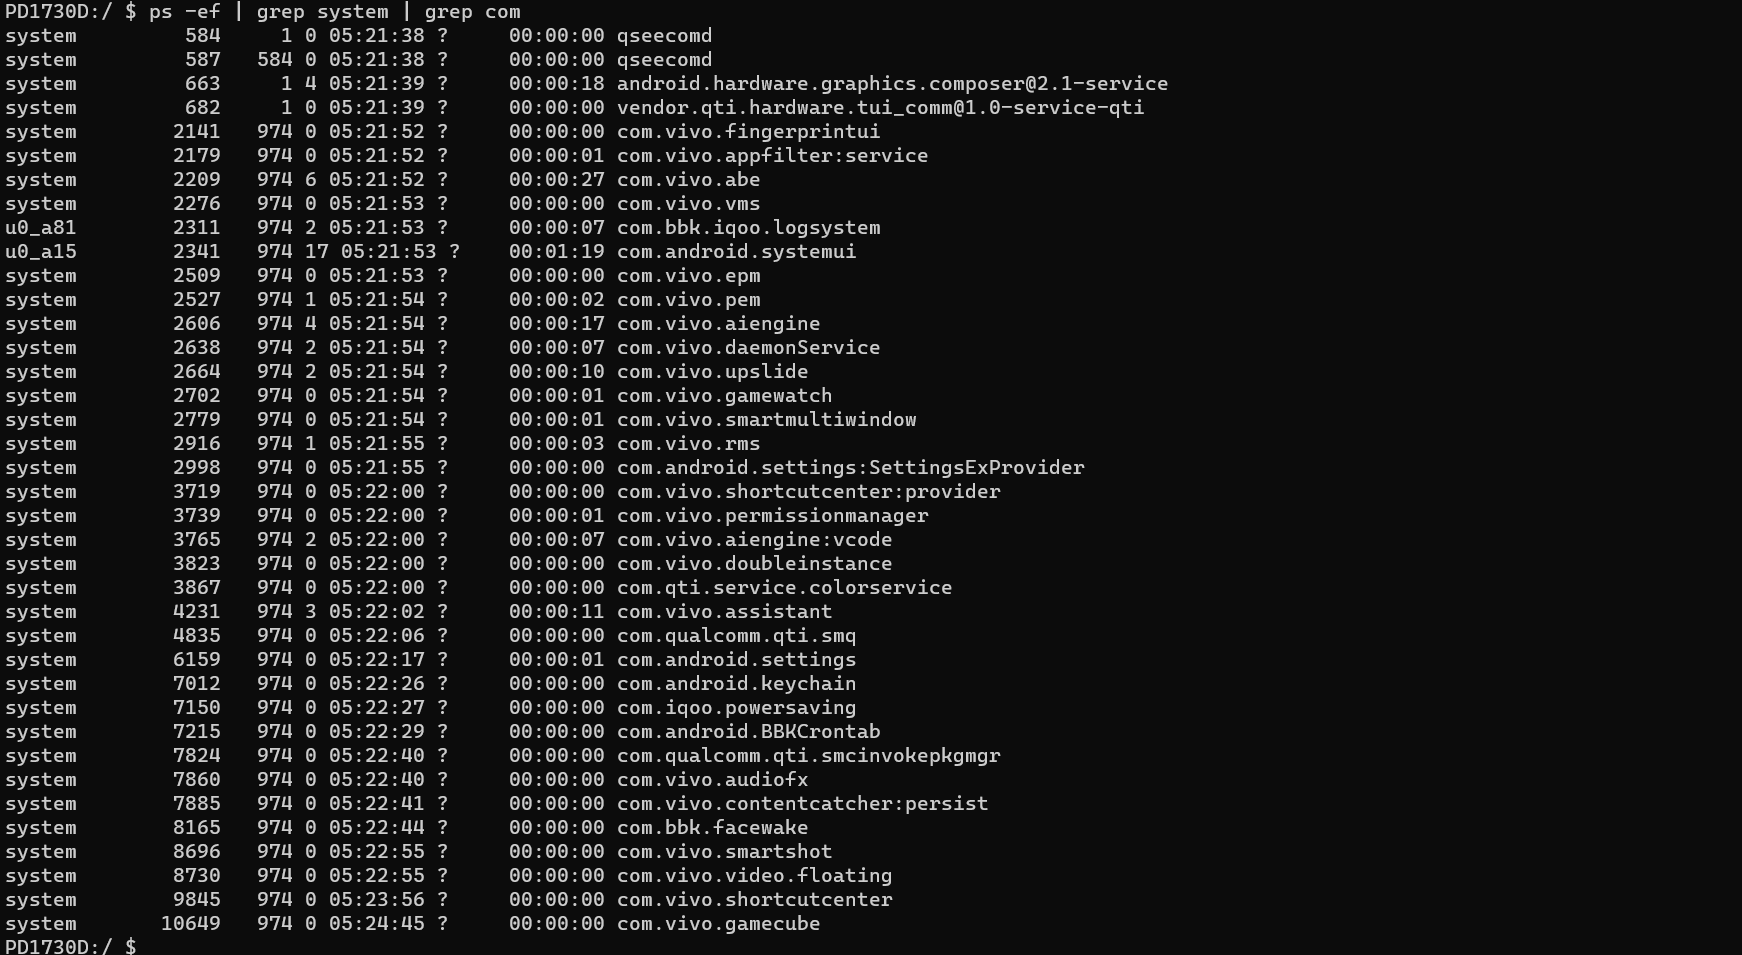 PD1730D:/ $ ps -ef | grep system | grep com
system 584 1 0 05:21:38 ? 00:00:00 qseecomd
system 587 584 0 05:21:38 ? 00:00:00 qseecomd
system 663 1 4 05:21:39 ? 00:00:18 android.hardware.graphics.composer@2.1-service
system 682 1 0 05:21:39 ? 00:00:00 vendor.qti.hardware.tui_comm@1.0-service-qti
system 2141 974 0 05:21:52 ? 00:00:00 com.vivo.fingerprintui
system 2179 974 0 05:21:52 ? 00:00:01 com.vivo.appfilter:service
system 2209 974 6 05:21:52 ? 00:00:27 com.vivo.abe
system 2276 974 0 05:21:53 ? 00:00:00 com.vivo.vms
u0_a81 2311 974 2 05:21:53 ? 00:00:07 com.bbk.iqoo.logsystem
u0_a15 2341 974 17 05:21:53 ? 00:01:19 com.android.systemui
system 2509 974 0 05:21:53 ? 00:00:00 com.vivo.epm
system 2527 974 1 05:21:54 ? 00:00:02 com.vivo.pem
system 2606 974 4 05:21:54 ? 00:00:17 com.vivo.aiengine
system 2638 974 2 05:21:54 ? 00:00:07 com.vivo.daemonService
system 2664 974 2 05:21:54 ? 00:00:10 com.vivo.upslide
system 2702 974 0 05:21:54 ? 00:00:01 com.vivo.gamewatch
system 2779 974 0 05:21:54 ? 00:00:01 com.vivo.smartmultiwindow
system 2916 974 1 05:21:55 ? 00:00:03 com.vivo.rms
system 2998 974 0 05:21:55 ? 00:00:00 com.android.settings:SettingsExProvider
system 3719 974 0 05:22:00 ? 00:00:00 com.vivo.shortcutcenter:provider
system 3739 974 0 05:22:00 ? 00:00:01 com.vivo.permissionmanager
system 3765 974 2 05:22:00 ? 00:00:07 com.vivo.aiengine:vcode
system 3823 974 0 05:22:00 ? 00:00:00 com.vivo.doubleinstance
system 3867 974 0 05:22:00 ? 00:00:00 com.qti.service.colorservice
system 4231 974 3 05:22:02 ? 00:00:11 com.vivo.assistant
system 4835 974 0 05:22:06 ? 00:00:00 com.qualcomm.qti.smq
system 6159 974 0 05:22:17 ? 00:00:01 com.android.settings
system 7012 974 0 05:22:26 ? 00:00:00 com.android.keychain
system 7150 974 0 05:22:27 ? 00:00:00 com.iqoo.powersaving
system 7215 974 0 05:22:29 ? 00:00:00 com.android.BBKCrontab
system 7824 974 0 05:22:40 ? 00:00:00 com.qualcomm.qti.smcinvokepkgmgr
system 7860 974 0 05:22:40 ? 00:00:00 com.vivo.audiofx
system 7885 974 0 05:22:41 ? 00:00:00 com.vivo.contentcatcher:persist
system 8165 974 0 05:22:44 ? 00:00:00 com.bbk.facewake
system 8696 974 0 05:22:55 ? 00:00:00 com.vivo.smartshot
system 8730 974 0 05:22:55 ? 00:00:00 com.vivo.video.floating
system 9845 974 0 05:23:56 ? 00:00:00 com.vivo.shortcutcenter
system 10649 974 0 05:24:45 ? 00:00:00 com.vivo.gamecube
PD1730D:/ $